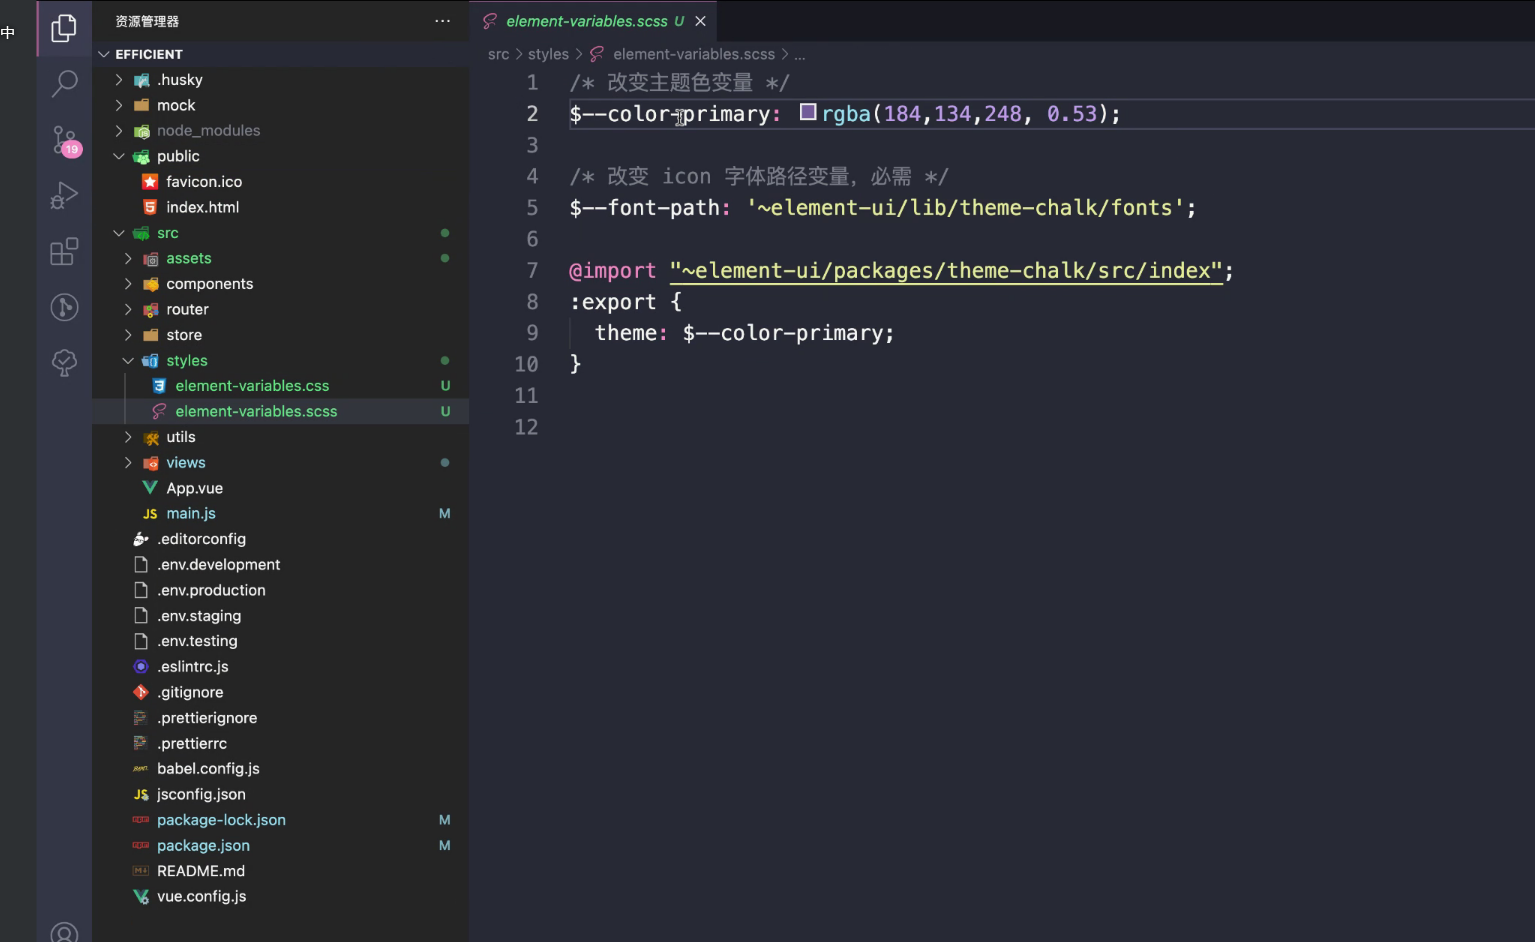 中
资源管理器
EFFICIENT
.husky
mock
node_modules
public
favicon.ico
index.html
src
assets
components
router
store
styles
element-variables.css U
element-variables.scss U
utils
views
App.vue
JS main.js M
.editorconfig
.env.development
.env.production
.env.staging
.env.testing
.eslintrc.js
.gitignore
.prettierignore
.prettierrc
babel.config.js
JS jsconfig.json
package-lock.json M
package.json M
README.md
vue.config.js
19
element-variables.scss U
src > styles > element-variables.scss > ...
1 /* 改变主题色变量 */
2 $--color-primary: rgba(184,134,248, 0.53);
3
4 /* 改变 icon 字体路径变量，必需 */
5 $--font-path: '~element-ui/lib/theme-chalk/fonts';
6
7 @import "~element-ui/packages/theme-chalk/src/index";
8 :export {
9 theme: $--color-primary;
10 }
11
12